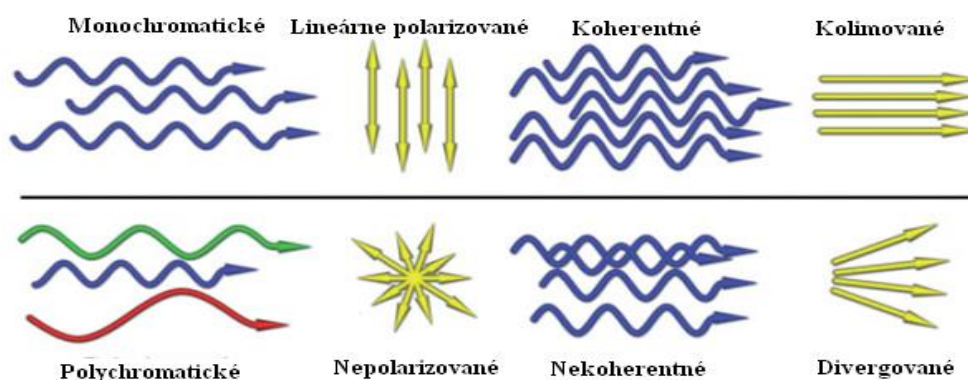 Monochromatické
Lineárne polarizované
Koherentné
Kolimované
Polychromatické
Nepolarizované
Nekoherentné
Divergované